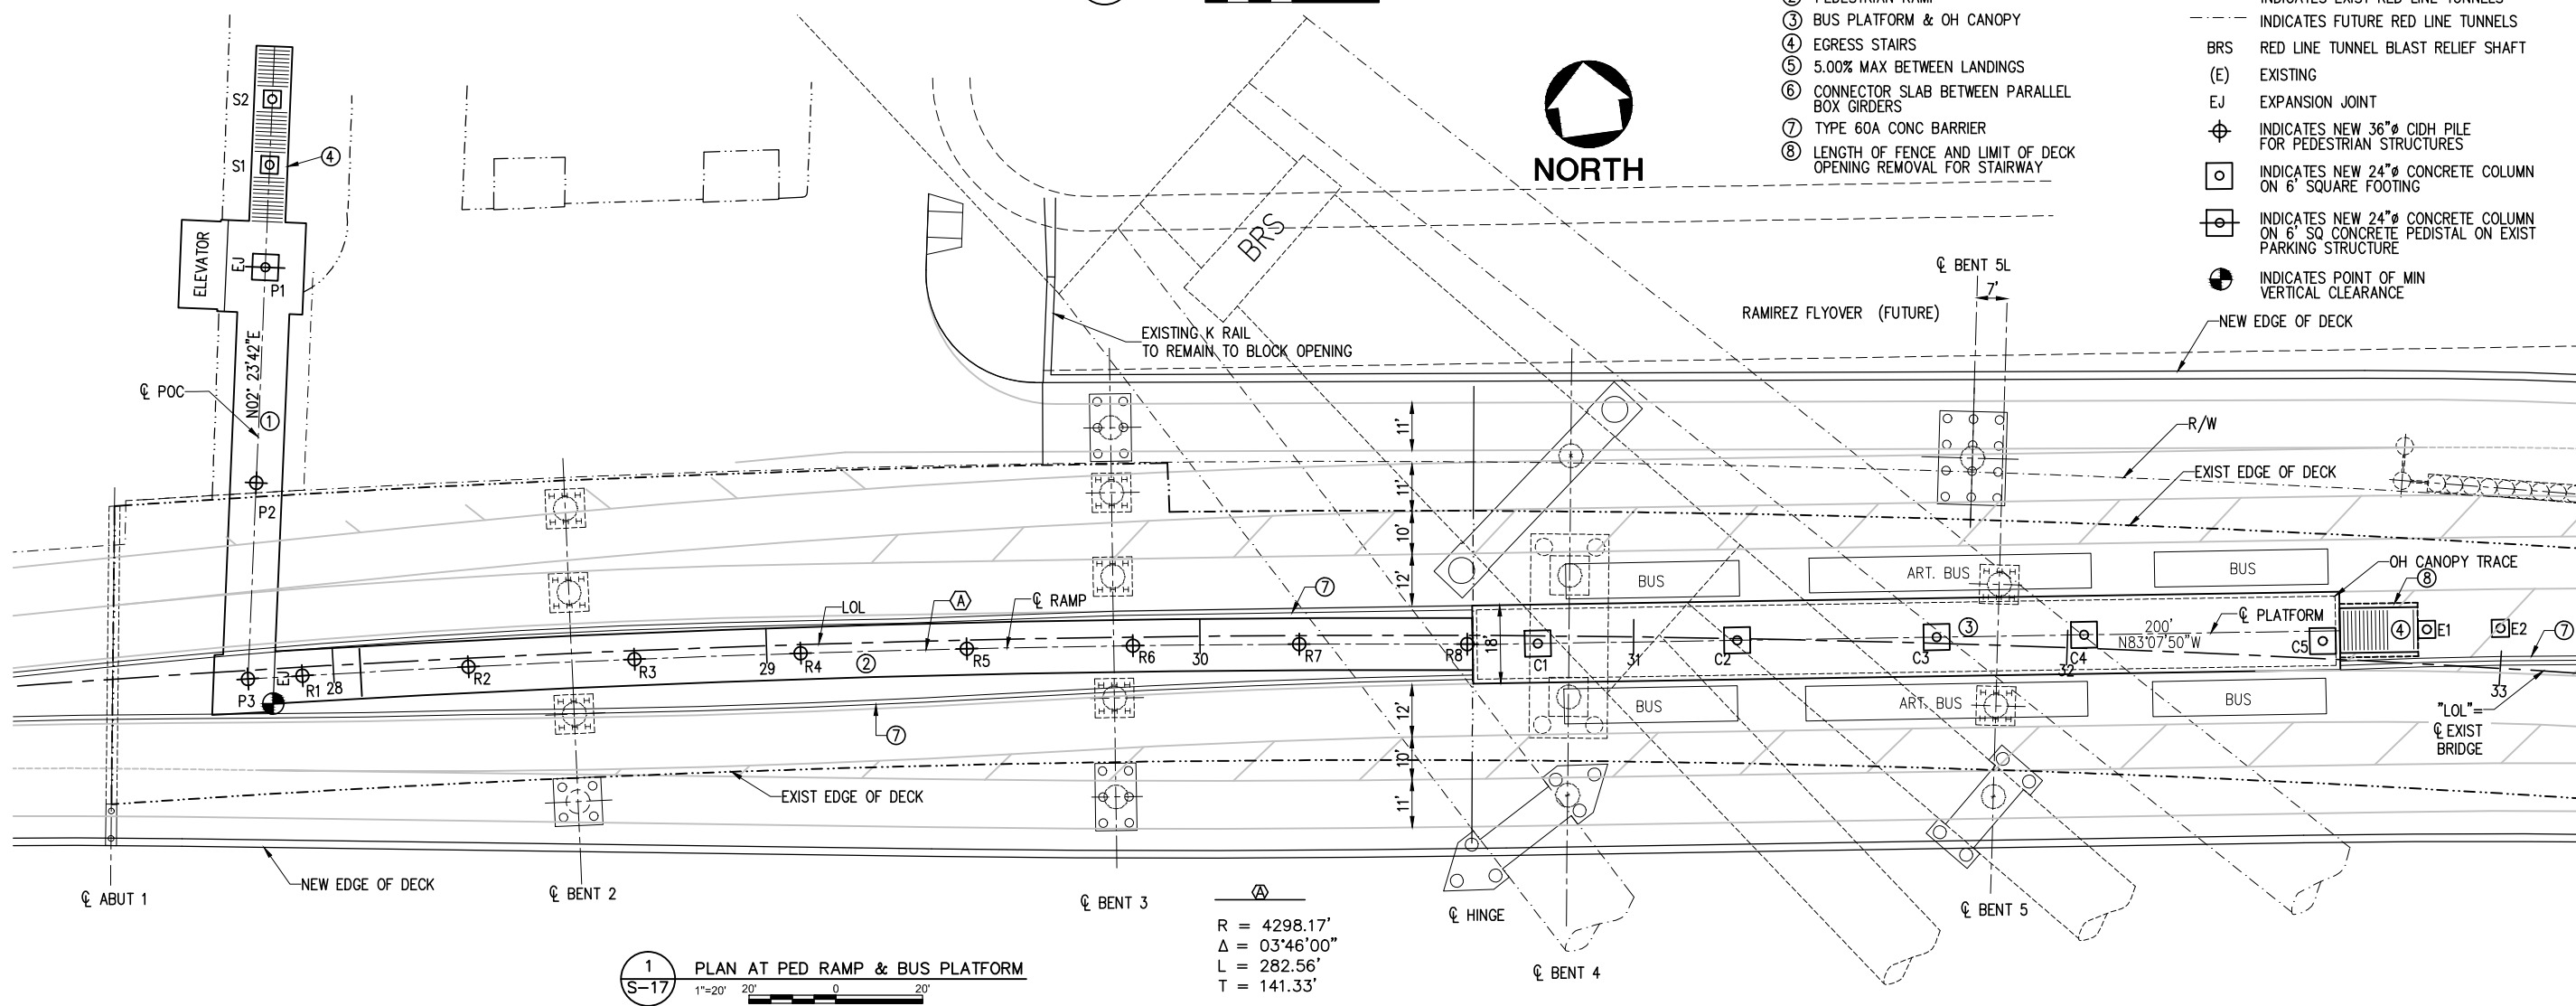 ② PEDESTRIAN RAMP
③ BUS PLATFORM & OH CANOPY
④ EGRESS STAIRS
⑤ 5.00% MAX BETWEEN LANDINGS
⑥ CONNECTOR SLAB BETWEEN PARALLEL
BOX GIRDERS
⑦ TYPE 60A CONC BARRIER
⑧ LENGTH OF FENCE AND LIMIT OF DECK
OPENING REMOVAL FOR STAIRWAY
INDICATES EXIST RED LINE TUNNELS
INDICATES FUTURE RED LINE TUNNELS
BRS RED LINE TUNNEL BLAST RELIEF SHAFT
(E) EXISTING
EJ EXPANSION JOINT
INDICATES NEW 36"ø CIDH PILE
FOR PEDESTRIAN STRUCTURES
INDICATES NEW 24"ø CONCRETE COLUMN
ON 6' SQUARE FOOTING
INDICATES NEW 24"ø CONCRETE COLUMN
ON 6' SQ CONCRETE PEDISTAL ON EXIST
PARKING STRUCTURE
INDICATES POINT OF MIN
VERTICAL CLEARANCE
NORTH
S2
S1
④
ELEVATOR
EJ
P1
N02° 23'42"E
℄ POC
①
P2
BRS
EXISTING K RAIL
TO REMAIN TO BLOCK OPENING
℄ BENT 5L
7'
RAMIREZ FLYOVER (FUTURE)
NEW EDGE OF DECK
R/W
EXIST EDGE OF DECK
11'
11'
10'
12'
BUS
ART. BUS
BUS
OH CANOPY TRACE
⑧
LOL
A
℄ RAMP
⑦
℄ PLATFORM
200'
N83°07'50"W
P3
EJ
R1
28
R2
R3
29
R4
②
R5
R6
30
R7
R8
18'
C1
31
C2
C3
③
C4
32
C5
④
E1
E2
⑦
33
⑦
12'
10'
11'
BUS
ART. BUS
BUS
"LOL"=
℄ EXIST
BRIDGE
EXIST EDGE OF DECK
NEW EDGE OF DECK
℄ ABUT 1
℄ BENT 2
℄ BENT 3
℄ HINGE
℄ BENT 4
℄ BENT 5
A
R = 4298.17'
Δ = 03°46'00"
L = 282.56'
T = 141.33'
1
S-17
PLAN AT PED RAMP & BUS PLATFORM
1"=20' 20' 0 20'